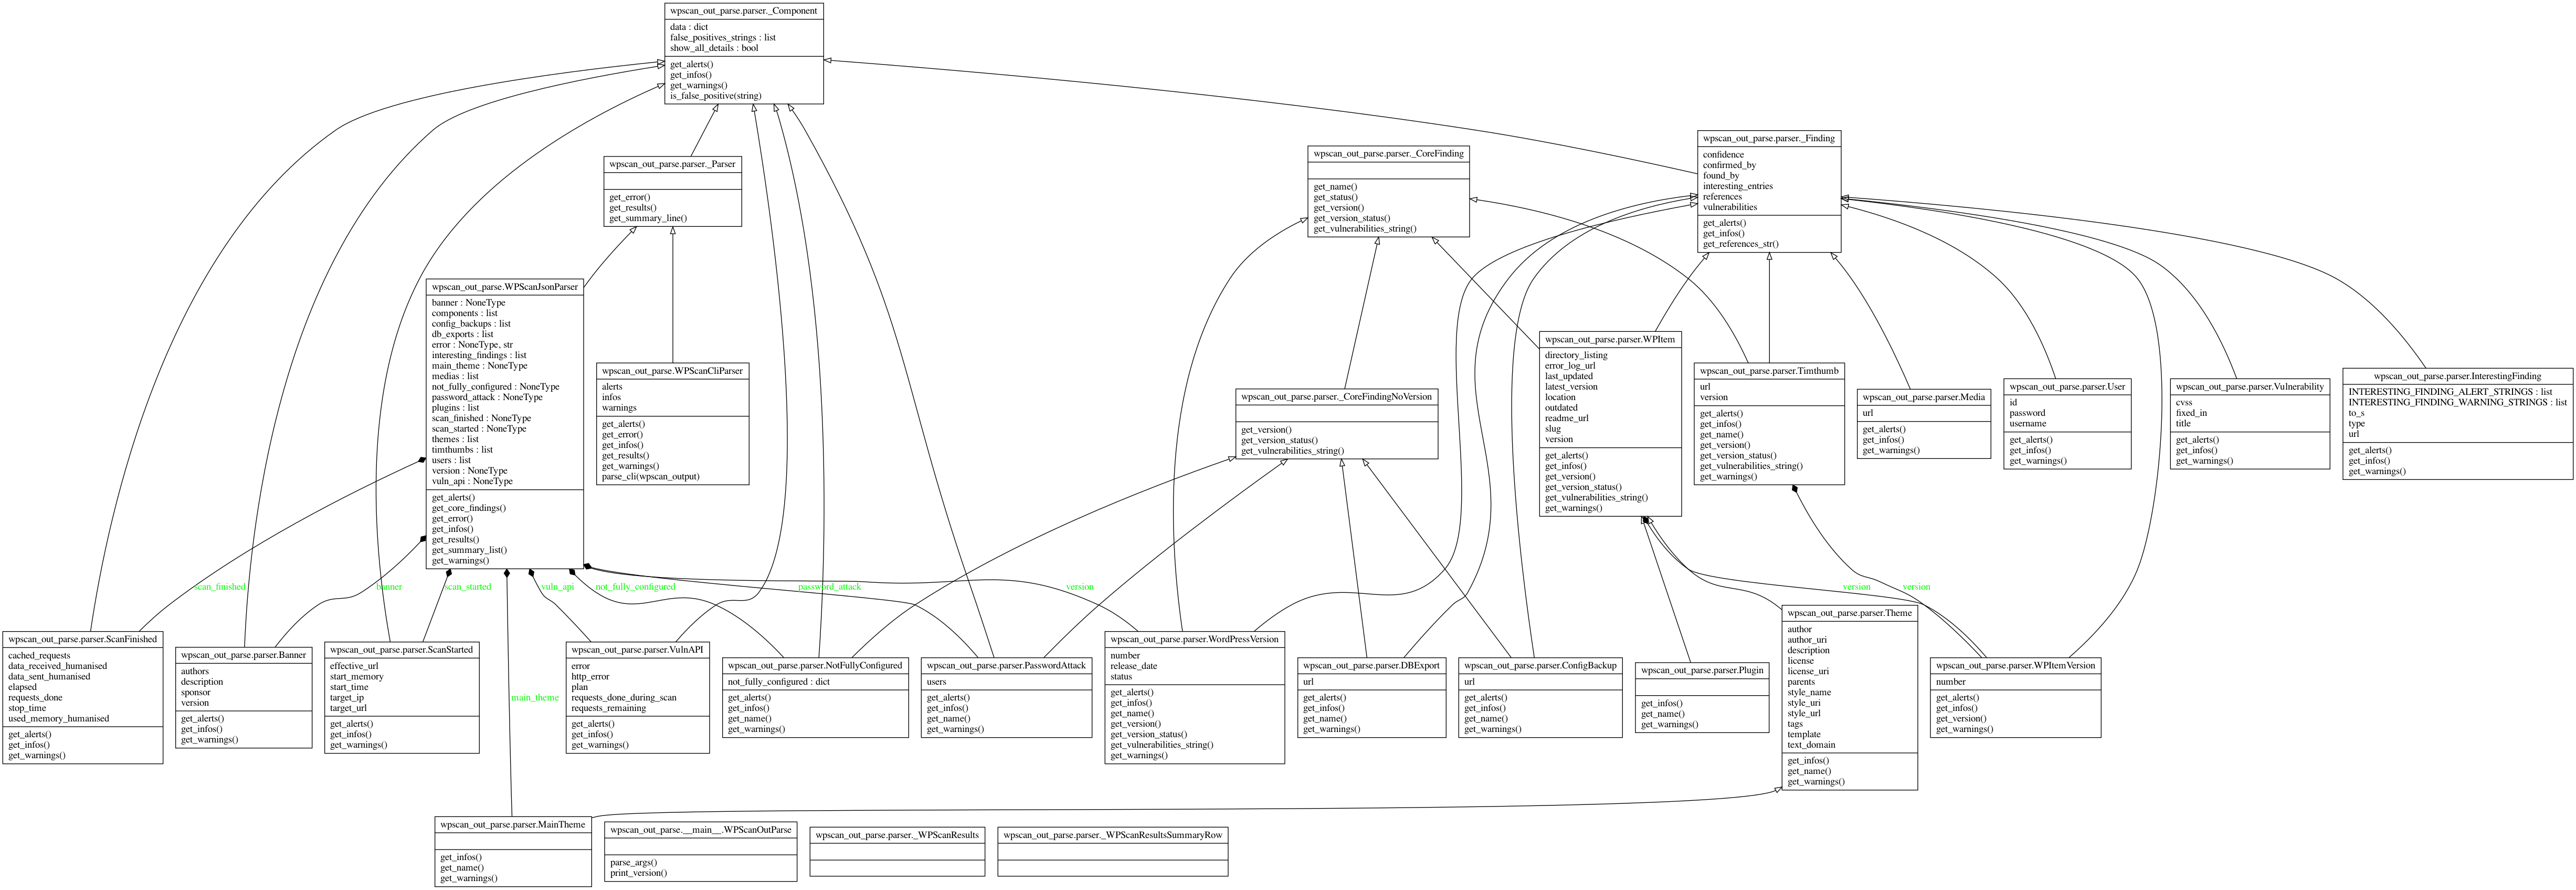 wpscan_out_parse.parser._Component
data : dict
false_positives_strings : list
show_all_details : bool
get_alerts()
get_infos()
get_warnings()
is_false_positive(string)
wpscan_out_parse.parser._Parser
get_error()
get_results()
get_summary_line()
wpscan_out_parse.parser._CoreFinding
get_name()
get_status()
get_version()
get_version_status()
get_vulnerabilities_string()
wpscan_out_parse.parser._Finding
confidence
confirmed_by
found_by
interesting_entries
references
vulnerabilities
get_alerts()
get_infos()
get_references_str()
wpscan_out_parse.WPScanJsonParser
banner : NoneType
components : list
config_backups : list
db_exports : list
error : NoneType, str
interesting_findings : list
main_theme : NoneType
medias : list
not_fully_configured : NoneType
password_attack : NoneType
plugins : list
scan_finished : NoneType
scan_started : NoneType
themes : list
timthumbs : list
users : list
version : NoneType
vuln_api : NoneType
get_alerts()
get_core_findings()
get_error()
get_infos()
get_results()
get_summary_list()
get_warnings()
wpscan_out_parse.WPScanCliParser
alerts
infos
warnings
get_alerts()
get_error()
get_infos()
get_results()
get_warnings()
parse_cli(wpscan_output)
wpscan_out_parse.parser._CoreFindingNoVersion
get_version()
get_version_status()
get_vulnerabilities_string()
wpscan_out_parse.parser.WPItem
directory_listing
error_log_url
last_updated
latest_version
location
outdated
readme_url
slug
version
get_alerts()
get_infos()
get_version()
get_version_status()
get_vulnerabilities_string()
get_warnings()
wpscan_out_parse.parser.Timthumb
url
version
get_alerts()
get_infos()
get_name()
get_version()
get_version_status()
get_vulnerabilities_string()
get_warnings()
wpscan_out_parse.parser.Media
url
get_alerts()
get_infos()
get_warnings()
wpscan_out_parse.parser.User
id
password
username
get_alerts()
get_infos()
get_warnings()
wpscan_out_parse.parser.Vulnerability
cvss
fixed_in
title
get_alerts()
get_infos()
get_warnings()
wpscan_out_parse.parser.InterestingFinding
INTERESTING_FINDING_ALERT_STRINGS : list
INTERESTING_FINDING_WARNING_STRINGS : list
to_s
type
url
get_alerts()
get_infos()
get_warnings()
scan_finished
banner
scan_started
vuln_api
not_fully_configured
password_attack
version
version
version
main_theme
wpscan_out_parse.parser.ScanFinished
cached_requests
data_received_humanised
data_sent_humanised
elapsed
requests_done
stop_time
used_memory_humanised
get_alerts()
get_infos()
get_warnings()
wpscan_out_parse.parser.Banner
authors
description
sponsor
version
get_alerts()
get_infos()
get_warnings()
wpscan_out_parse.parser.ScanStarted
effective_url
start_memory
start_time
target_ip
target_url
get_alerts()
get_infos()
get_warnings()
wpscan_out_parse.parser.VulnAPI
error
http_error
plan
requests_done_during_scan
requests_remaining
get_alerts()
get_infos()
get_warnings()
wpscan_out_parse.parser.NotFullyConfigured
not_fully_configured : dict
get_alerts()
get_infos()
get_name()
get_warnings()
wpscan_out_parse.parser.PasswordAttack
users
get_alerts()
get_infos()
get_name()
get_warnings()
wpscan_out_parse.parser.WordPressVersion
number
release_date
status
get_alerts()
get_infos()
get_name()
get_version()
get_version_status()
get_vulnerabilities_string()
get_warnings()
wpscan_out_parse.parser.DBExport
url
get_alerts()
get_infos()
get_name()
get_warnings()
wpscan_out_parse.parser.ConfigBackup
url
get_alerts()
get_infos()
get_name()
get_warnings()
wpscan_out_parse.parser.Plugin
get_infos()
get_name()
get_warnings()
wpscan_out_parse.parser.Theme
author
author_uri
description
license
license_uri
parents
style_name
style_uri
style_url
tags
template
text_domain
get_infos()
get_name()
get_warnings()
wpscan_out_parse.parser.WPItemVersion
number
get_alerts()
get_infos()
get_version()
get_warnings()
wpscan_out_parse.parser.MainTheme
get_infos()
get_name()
get_warnings()
wpscan_out_parse.__main__.WPScanOutParse
parse_args()
print_version()
wpscan_out_parse.parser._WPScanResults
wpscan_out_parse.parser._WPScanResultsSummaryRow